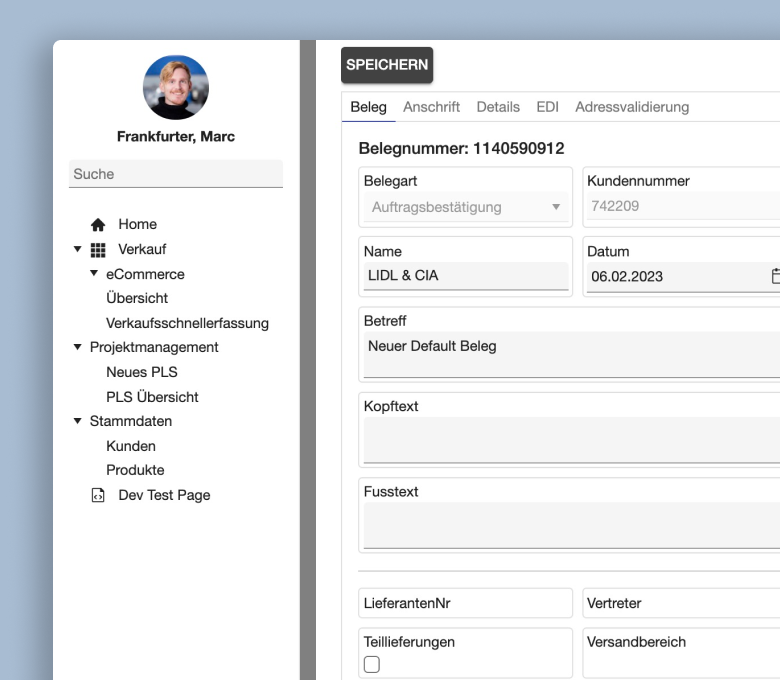 Frankfurter, Marc
Suche
Home
Verkauf
eCommerce
Übersicht
Verkaufsschnellerfassung
Projektmanagement
Neues PLS
PLS Übersicht
Stammdaten
Kunden
Produkte
Dev Test Page
SPEICHERN
Beleg Anschrift Details EDI Adressvalidierung
Belegnummer: 1140590912
Belegart
Auftragsbestätigung
Kundennummer
742209
Name
LIDL & CIA
Datum
06.02.2023
Betreff
Neuer Default Beleg
Kopftext
Fusstext
LieferantenNr
Vertreter
Teillieferungen
Versandbereich